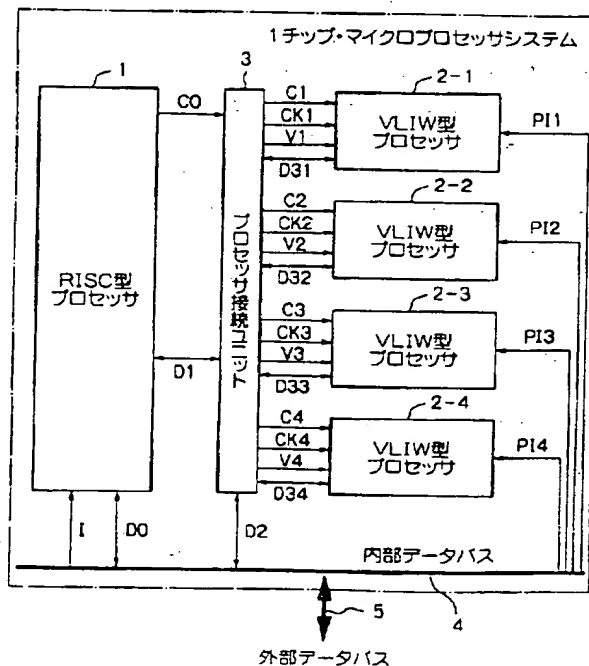 1チップ・マイクロプロセッサシステム
1
3
2-1
C0
C1
CK1
V1
D31
VLIW型
プロセッサ
PI1
2-2
C2
CK2
V2
D32
VLIW型
プロセッサ
PI2
RISC型
プロセッサ
プロセッサ接続ユニット
2-3
C3
CK3
V3
D33
VLIW型
プロセッサ
PI3
D1
2-4
C4
CK4
V4
D34
VLIW型
プロセッサ
PI4
I
D0
D2
内部データバス
5
4
外部データバス